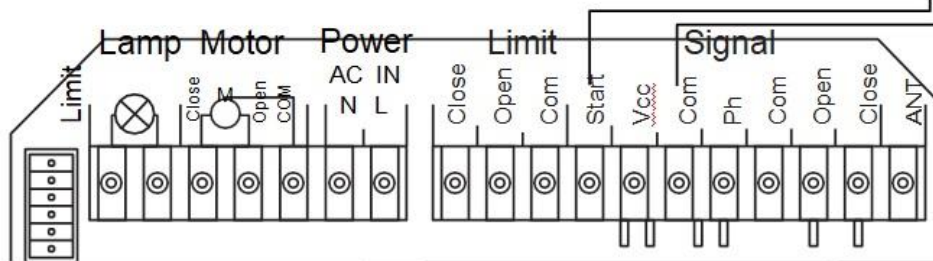 Lamp Motor Power Limit Signal
Limit
Close M Open COM
AC IN
N L
Close Open Com Start Vcc Com Ph Com Open Close ANT